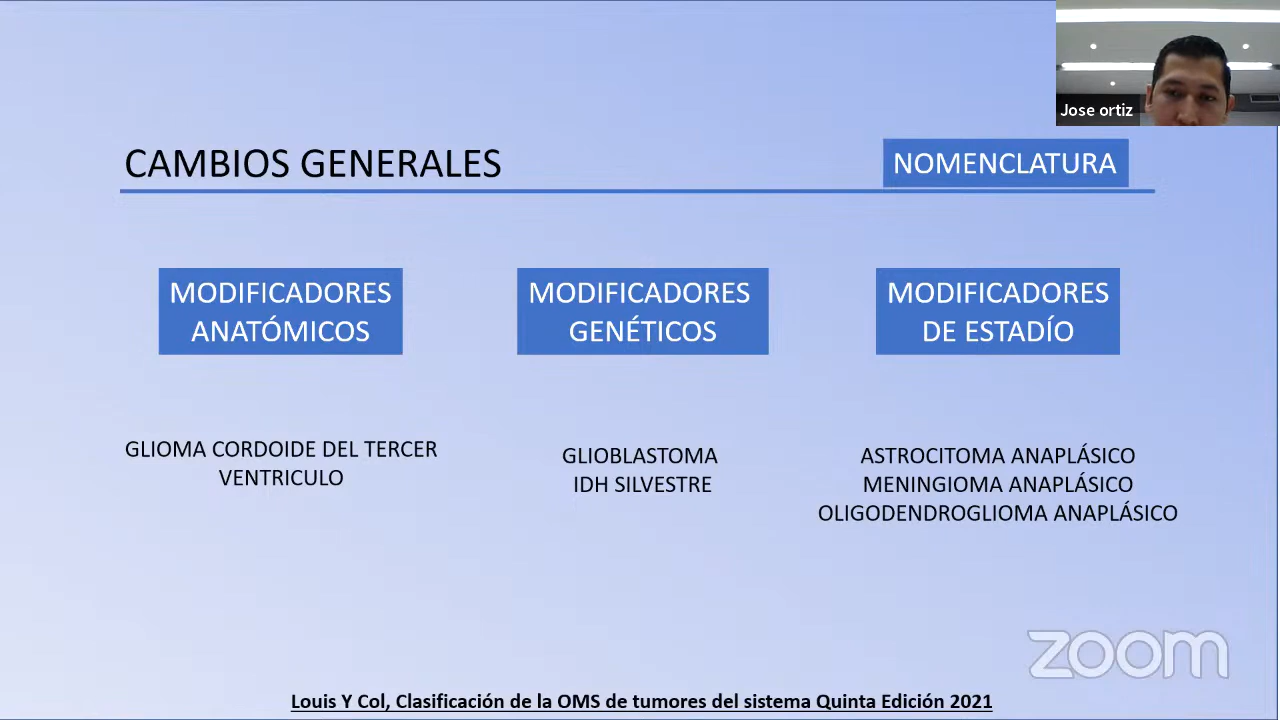 Jose ortiz
CAMBIOS GENERALES
NOMENCLATURA
MODIFICADORES
ANATÓMICOS
GLIOMA CORDOIDE DEL TERCER
VENTRICULO
MODIFICADORES
GENÉTICOS
GLIOBLASTOMA
IDH SILVESTRE
MODIFICADORES
DE ESTADÍO
ASTROCITOMA ANAPLÁSICO
MENINGIOMA ANAPLÁSICO
OLIGODENDROGLIOMA ANAPLÁSICO
zoom
Louis Y Col, Clasificación de la OMS de tumores del sistema Quinta Edición 2021